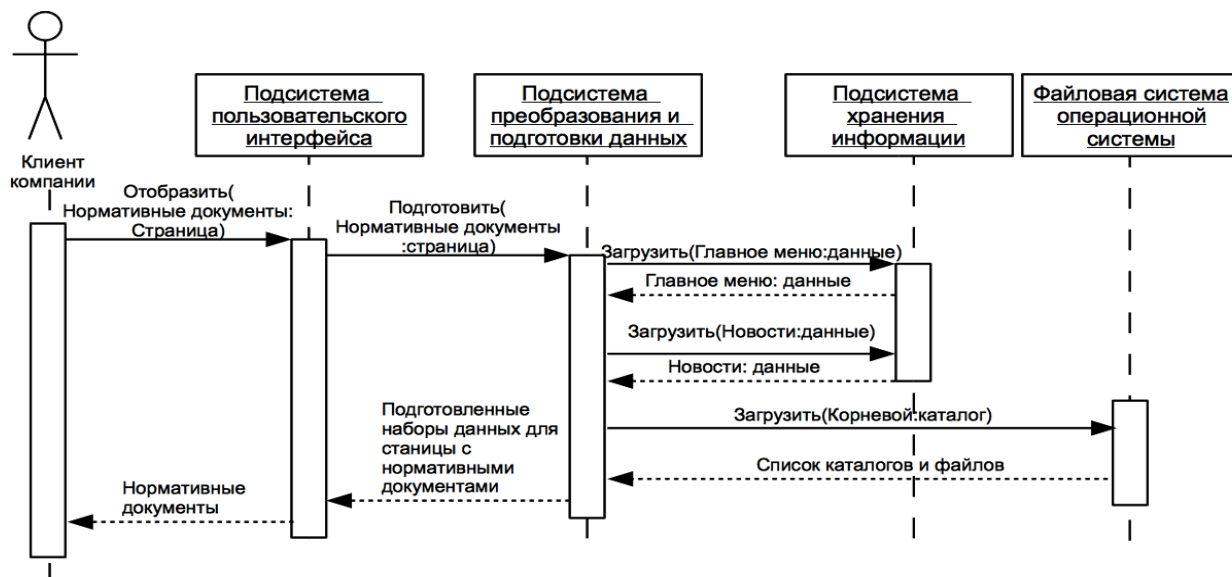 Подсистема
пользовательского
интерфейса
Подсистема
преобразования и
подготовки данных
Подсистема
хранения
информации
Файловая система
операционной
системы
Клиент
компании
Отобразить(
Нормативные документы:
Страница)
Подготовить(
Нормативные документы
:страница)
Загрузить(Главное меню:данные)
Главное меню: данные
Загрузить(Новости:данные)
Новости: данные
Загрузить(Корневой:каталог)
Список каталогов и файлов
Подготовленные
наборы данных для
станицы с
нормативными
документами
Нормативные
документы